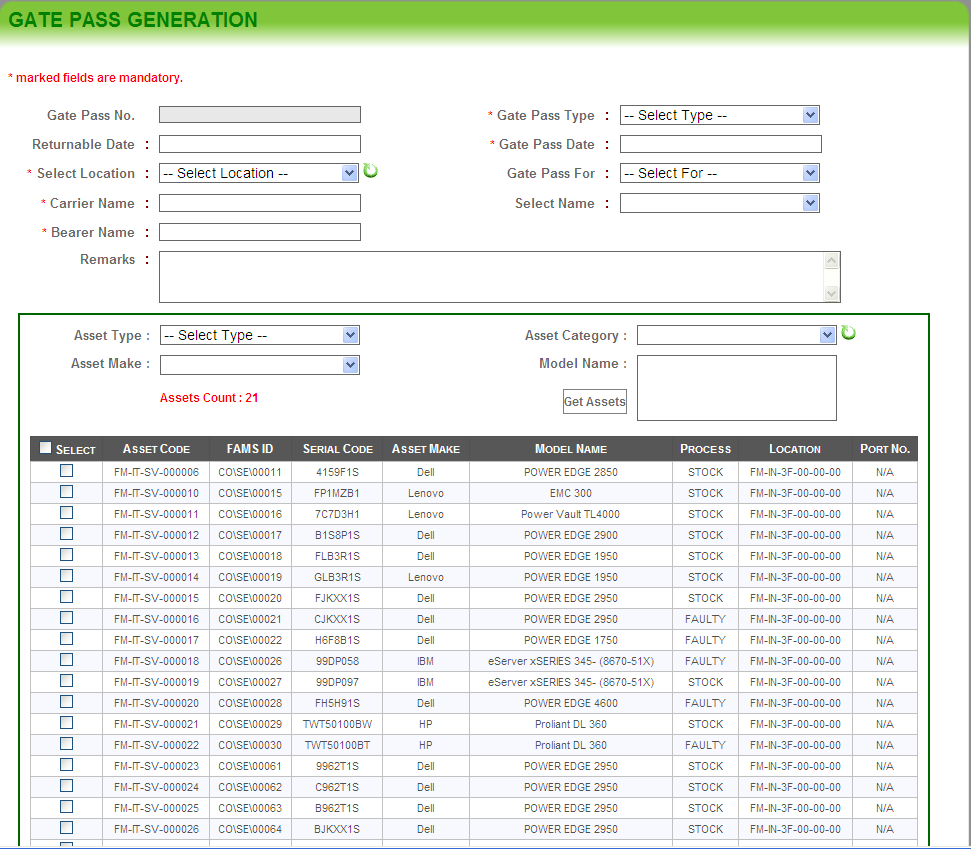 GATE PASS GENERATION
* marked fields are mandatory.
Gate Pass No. * Gate Pass Type : -- Select Type --
Returnable Date : * Gate Pass Date :
* Select Location : -- Select Location -- Gate Pass For : -- Select For --
* Carrier Name : Select Name :
* Bearer Name :
Remarks :
Asset Type : -- Select Type -- Asset Category :
Asset Make : Model Name :
Assets Count : 21 Get Assets
SELECT ASSET CODE FAMS ID SERIAL CODE ASSET MAKE MODEL NAME PROCESS LOCATION PORT NO.
FM-IT-SV-000006 CO\SE\00011 4159F1S Dell POWER EDGE 2850 STOCK FM-IN-3F-00-00-00 N/A
FM-IT-SV-000010 CO\SE\00015 FP1MZB1 Lenovo EMC 300 STOCK FM-IN-3F-00-00-00 N/A
FM-IT-SV-000011 CO\SE\00016 7C7D3H1 Lenovo Power Vault TL4000 STOCK FM-IN-3F-00-00-00 N/A
FM-IT-SV-000012 CO\SE\00017 B1S8P1S Dell POWER EDGE 2900 STOCK FM-IN-3F-00-00-00 N/A
FM-IT-SV-000013 CO\SE\00018 FLB3R1S Dell POWER EDGE 1950 STOCK FM-IN-3F-00-00-00 N/A
FM-IT-SV-000014 CO\SE\00019 GLB3R1S Lenovo POWER EDGE 1950 STOCK FM-IN-3F-00-00-00 N/A
FM-IT-SV-000015 CO\SE\00020 FJKXX1S Dell POWER EDGE 2950 STOCK FM-IN-3F-00-00-00 N/A
FM-IT-SV-000016 CO\SE\00021 CJKXX1S Dell POWER EDGE 2950 FAULTY FM-IN-3F-00-00-00 N/A
FM-IT-SV-000017 CO\SE\00022 H6F8B1S Dell POWER EDGE 1750 FAULTY FM-IN-3F-00-00-00 N/A
FM-IT-SV-000018 CO\SE\00026 99DP058 IBM eServer xSERIES 345- (8670-51X) FAULTY FM-IN-3F-00-00-00 N/A
FM-IT-SV-000019 CO\SE\00027 99DP097 IBM eServer xSERIES 345- (8670-51X) STOCK FM-IN-3F-00-00-00 N/A
FM-IT-SV-000020 CO\SE\00028 FH5H91S Dell POWER EDGE 4600 FAULTY FM-IN-3F-00-00-00 N/A
FM-IT-SV-000021 CO\SE\00029 TWT50100BW HP Proliant DL 360 STOCK FM-IN-3F-00-00-00 N/A
FM-IT-SV-000022 CO\SE\00030 TWT50100BT HP Proliant DL 360 FAULTY FM-IN-3F-00-00-00 N/A
FM-IT-SV-000023 CO\SE\00061 9962T1S Dell POWER EDGE 2950 STOCK FM-IN-3F-00-00-00 N/A
FM-IT-SV-000024 CO\SE\00062 C962T1S Dell POWER EDGE 2950 STOCK FM-IN-3F-00-00-00 N/A
FM-IT-SV-000025 CO\SE\00063 B962T1S Dell POWER EDGE 2950 STOCK FM-IN-3F-00-00-00 N/A
FM-IT-SV-000026 CO\SE\00064 BJKXX1S Dell POWER EDGE 2950 STOCK FM-IN-3F-00-00-00 N/A